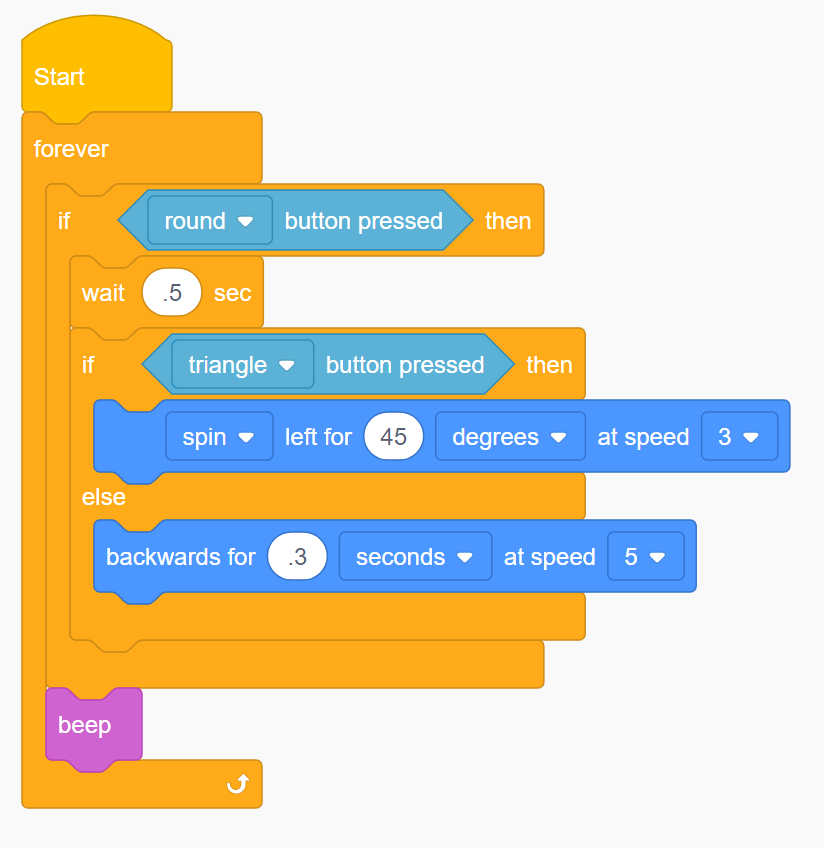 Start
forever
if round button pressed then
wait .5 sec
if triangle button pressed then
spin left for 45 degrees at speed 3
else
backwards for .3 seconds at speed 5
beep